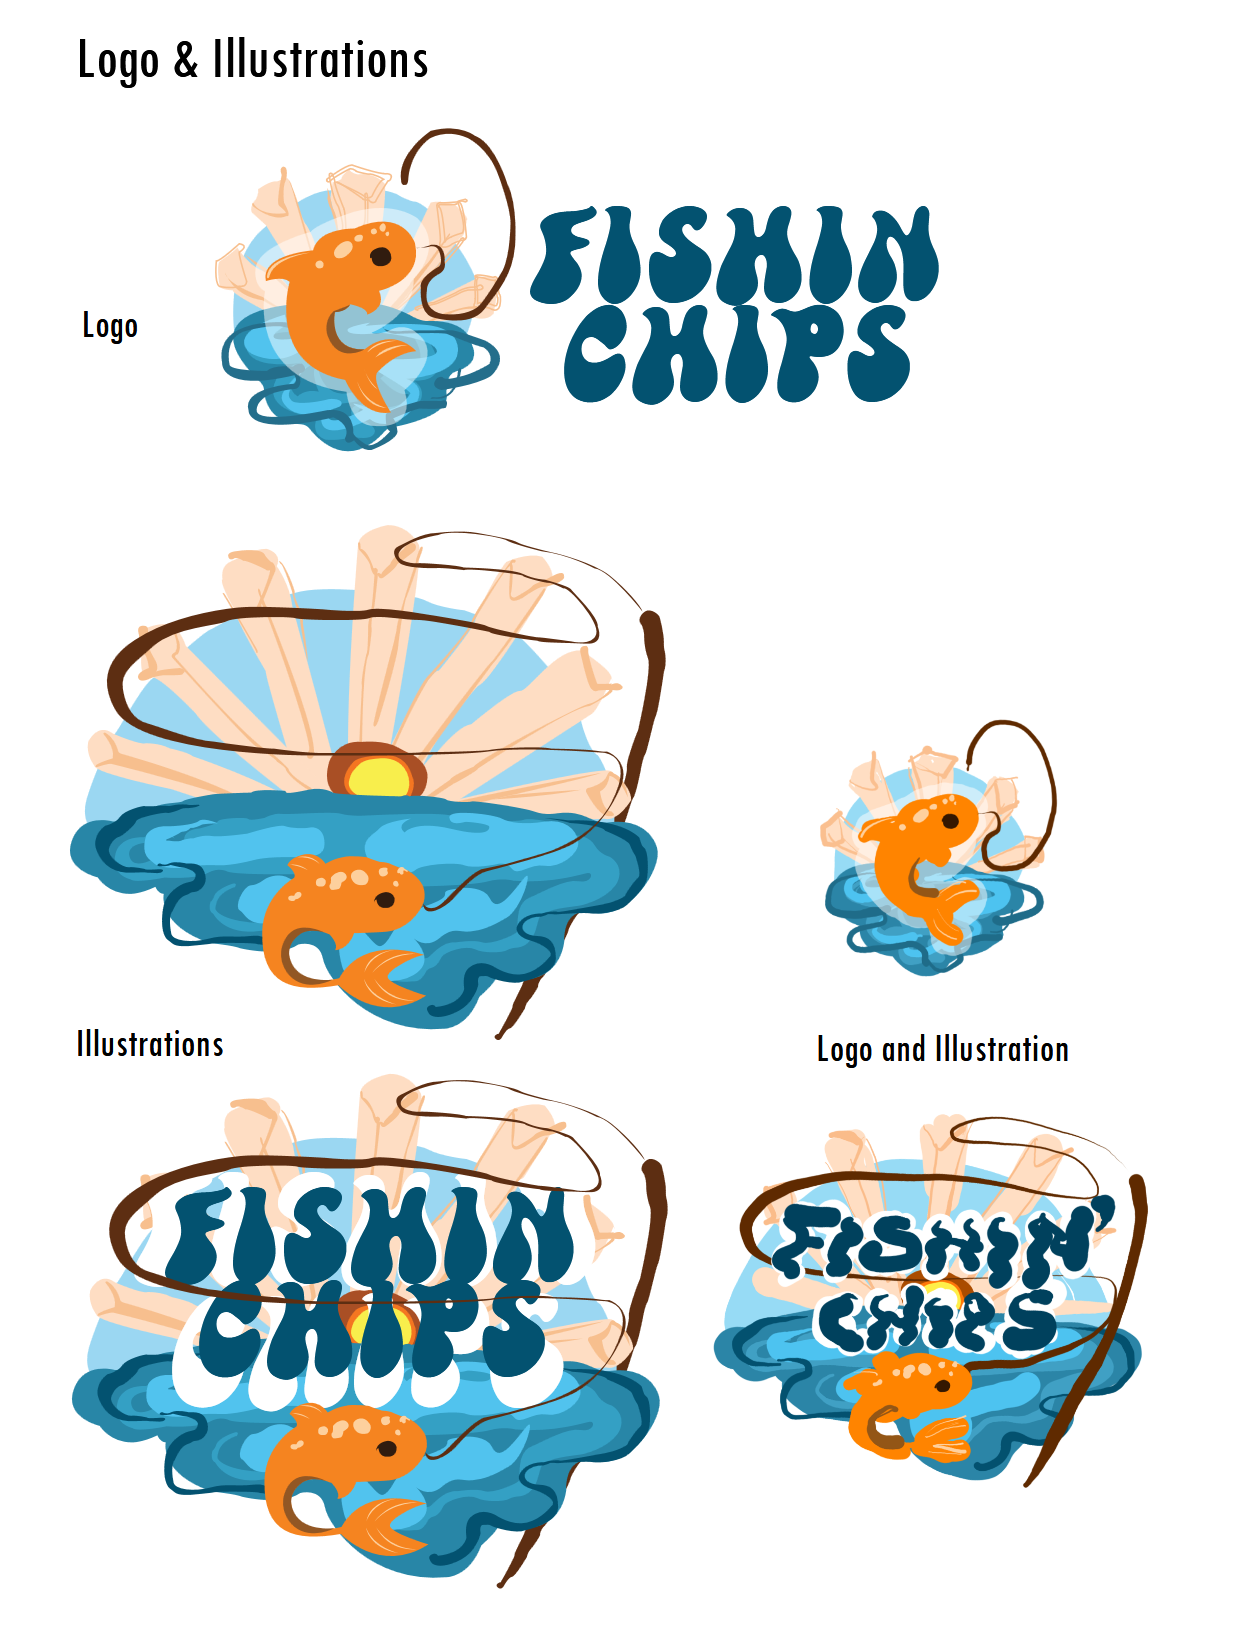 Logo & Illustrations
FISHIN
CHIPS
Logo
Illustrations
Logo and Illustration
FISHIN
CHIPS
FISHIN'
CHIPS